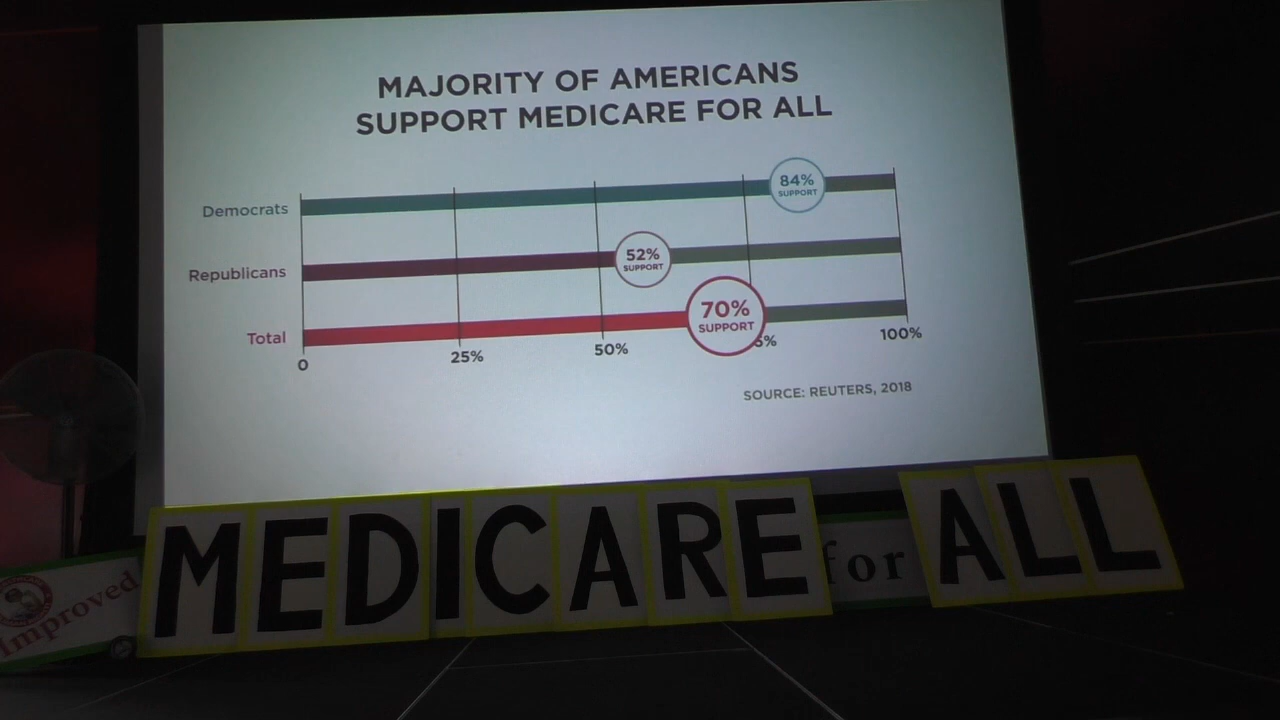 MAJORITY OF AMERICANS
SUPPORT MEDICARE FOR ALL
Democrats
84%
SUPPORT
Republicans
52%
SUPPORT
Total
70%
SUPPORT
0
25%
50%
5%
100%
SOURCE: REUTERS, 2018
Improved
MEDICARE for ALL